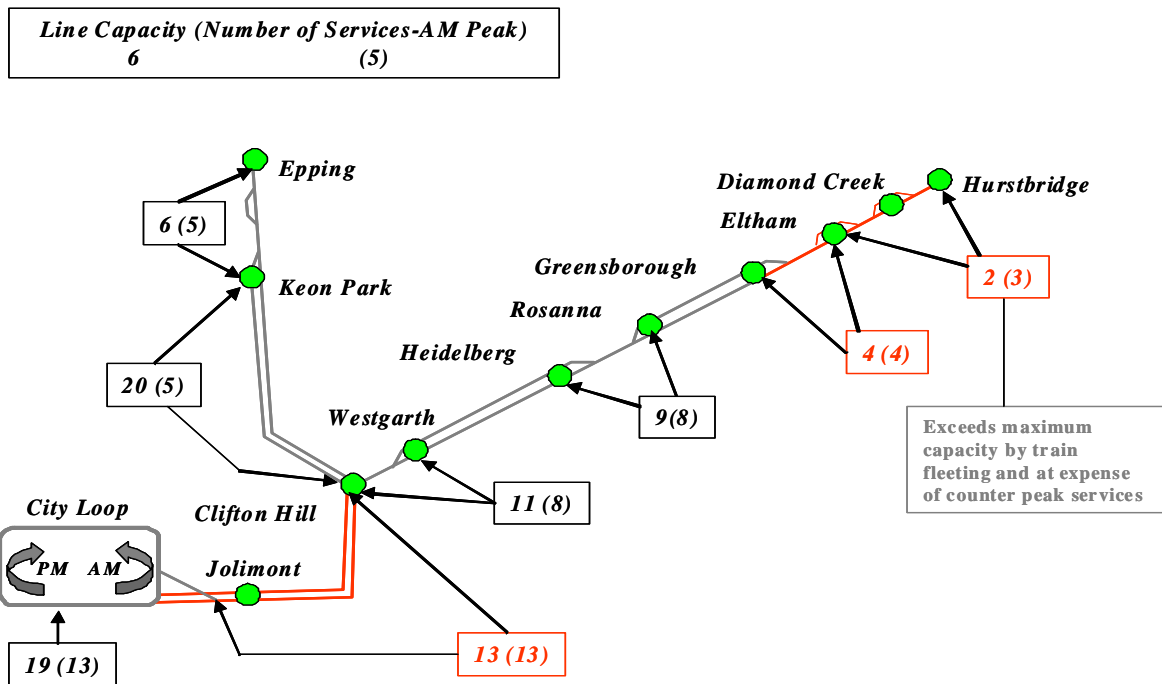 Line Capacity (Number of Services-AM Peak)
6 (5)
Epping
Diamond Creek
Hurstbridge
6 (5)
Eltham
Greensborough
2 (3)
Keon Park
Rosanna
Heidelberg
4 (4)
20 (5)
Westgarth
9(8)
Exceeds maximum
capacity by train
fleeting and at expense
of counter peak services
11 (8)
City Loop
Clifton Hill
PM AM
Jolimont
19 (13)
13 (13)